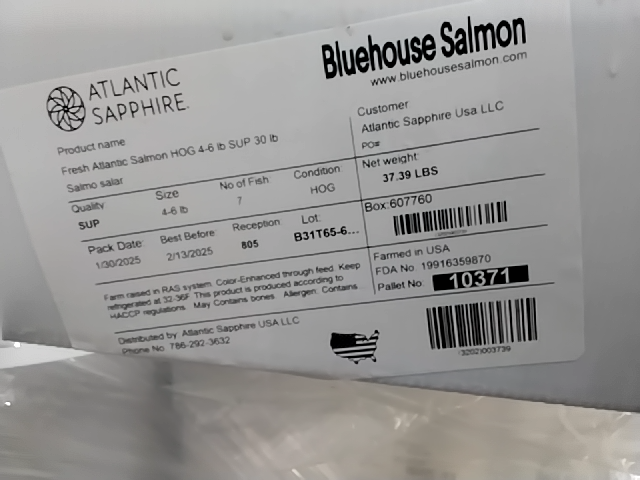 ATLANTIC
SAPPHIRE.
Bluehouse Salmon
www.bluehousesalmon.com
Product name
Fresh Atlantic Salmon HOG 4-6 lb SUP 30 lb
Salmo salar
Customer
Atlantic Sapphire Usa LLC
PO#
Quality
SUP
Size
4-6 lb
No of Fish:
7
Condition:
HOG
Net weight:
37.39 LBS
Pack Date:
1/30/2025
Best Before:
2/13/2025
Reception:
805
Lot:
B31T65-6...
Box:607760
Farm raised in RAS system. Color-Enhanced through feed. Keep
refrigerated at 32-36F. This product is produced according to
HACCP regulations. May Contains bones. Allergen: Contains
Farmed in USA
FDA No. 19916359870
Pallet No 10371
Distributed by: Atlantic Sapphire USA LLC
Phone No. 786-292-3632
(3202)003739